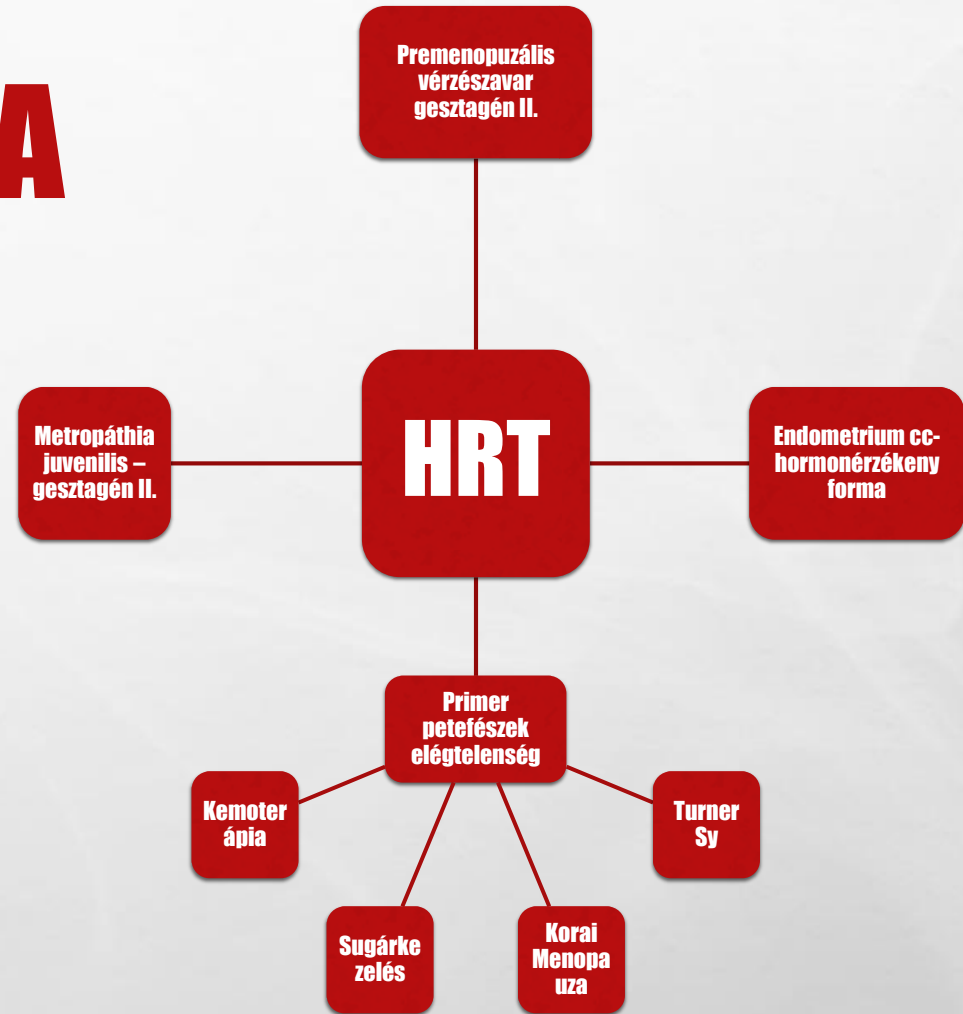 A
Premenopuzális
vérzészavar
gesztagén II.
Metropáthia
juvenilis –
gesztagén II.
HRT
Endometrium cc-
hormonérzékeny
forma
Primer
petefészek
elégtelenség
Kemoter
ápia
Turner
Sy
Sugárke
zelés
Korai
Menopa
uza